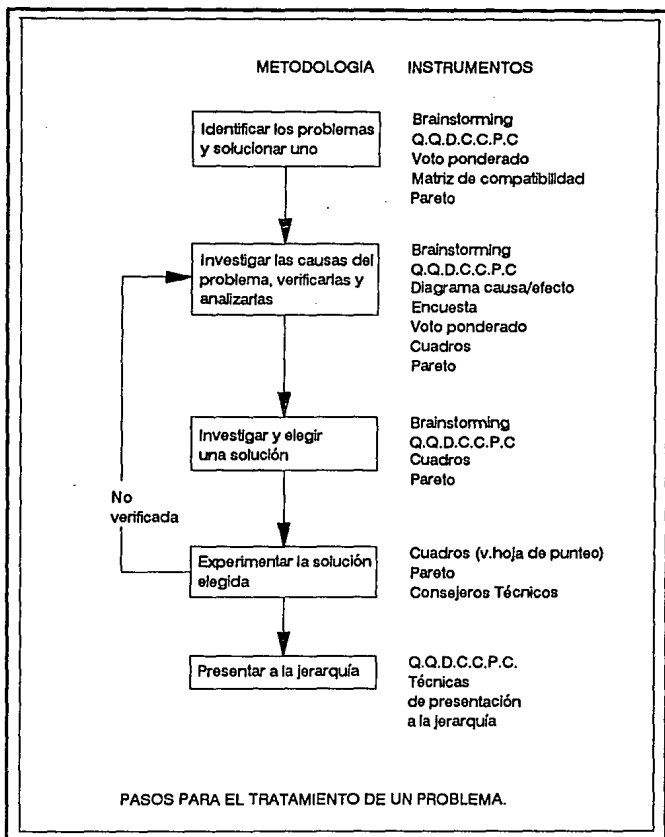 METODOLOGIA INSTRUMENTOS
Identificar los problemas
y solucionar uno
Brainstorming
Q.Q.D.C.C.P.C
Voto ponderado
Matriz de compatibilidad
Pareto
Investigar las causas del
problema, verificarlas y
analizarlas
Brainstorming
Q.Q.D.C.C.P.C
Diagrama causa/efecto
Encuesta
Voto ponderado
Cuadros
Pareto
Investigar y elegir
una solución
Brainstorming
Q.Q.D.C.C.P.C
Cuadros
Pareto
No
verificada
Experimentar la solución
elegida
Cuadros (v.hoja de punteo)
Pareto
Consejeros Técnicos
Presentar a la jerarquía
Q.Q.D.C.C.P.C.
Técnicas
de presentación
a la jerarquía
PASOS PARA EL TRATAMIENTO DE UN PROBLEMA.